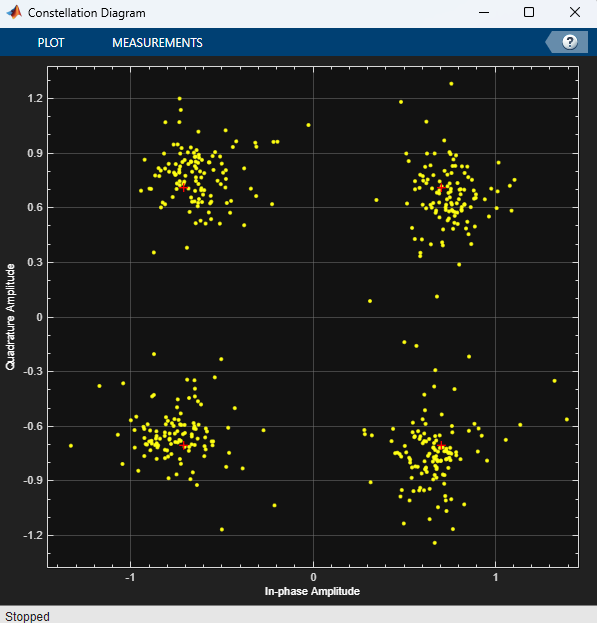 Constellation Diagram
PLOT MEASUREMENTS ?
1.2
0.9
0.6
0.3
0
-0.3
-0.6
-0.9
-1.2
Quadrature Amplitude
-1 0 1
In-phase Amplitude
Stopped